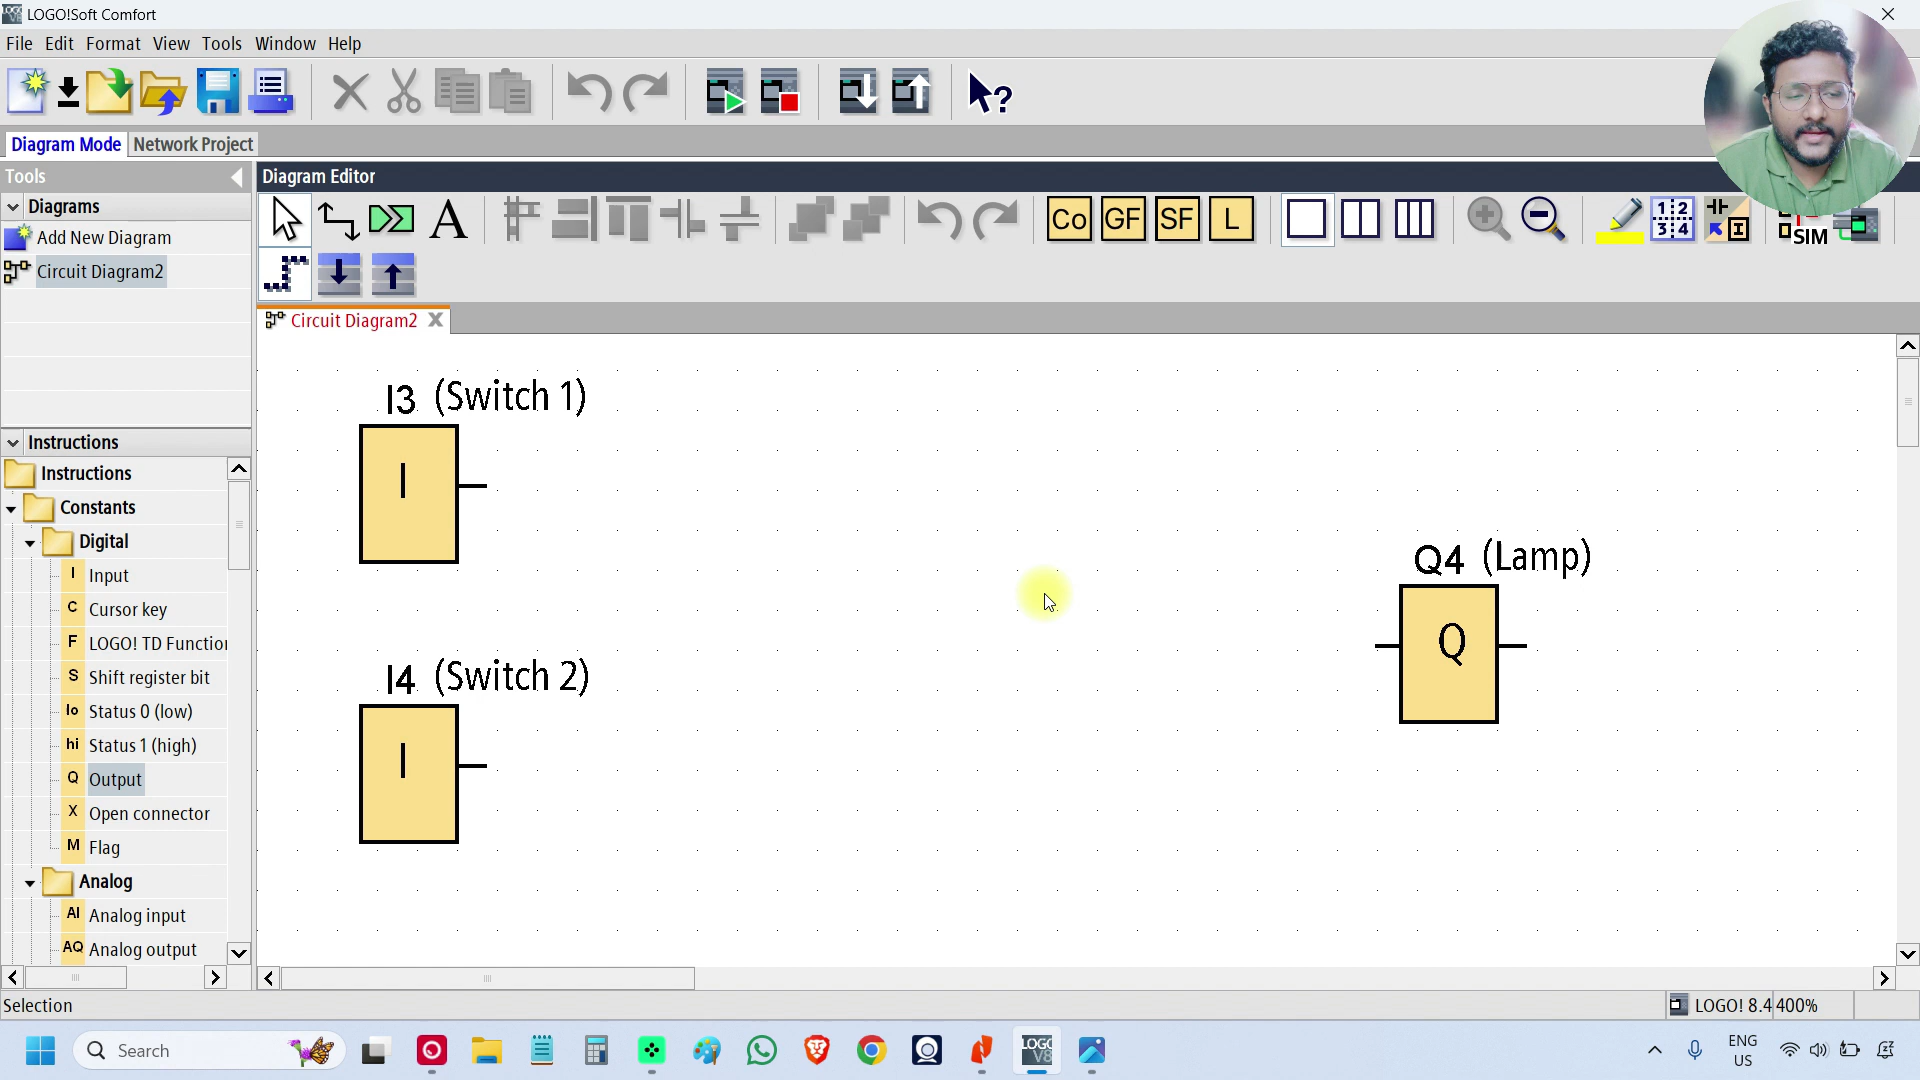 LOGO!Soft Comfort
File Edit Format View Tools Window Help
Diagram Mode Network Project
Tools
Diagram Editor
Diagrams
Add New Diagram
Circuit Diagram2
A Co GF SF L 1 2 3 4 SIM
Circuit Diagram2
Instructions
Instructions
Constants
Digital
I Input
C Cursor key
F LOGO! TD Function
S Shift register bit
lo Status 0 (low)
hi Status 1 (high)
Q Output
X Open connector
M Flag
Analog
AI Analog input
AQ Analog output
I3 (Switch 1)
I
I4 (Switch 2)
I
Q4 (Lamp)
Q
Selection
LOGO! 8.4 400%
Search
LOGO V8
ENG
US